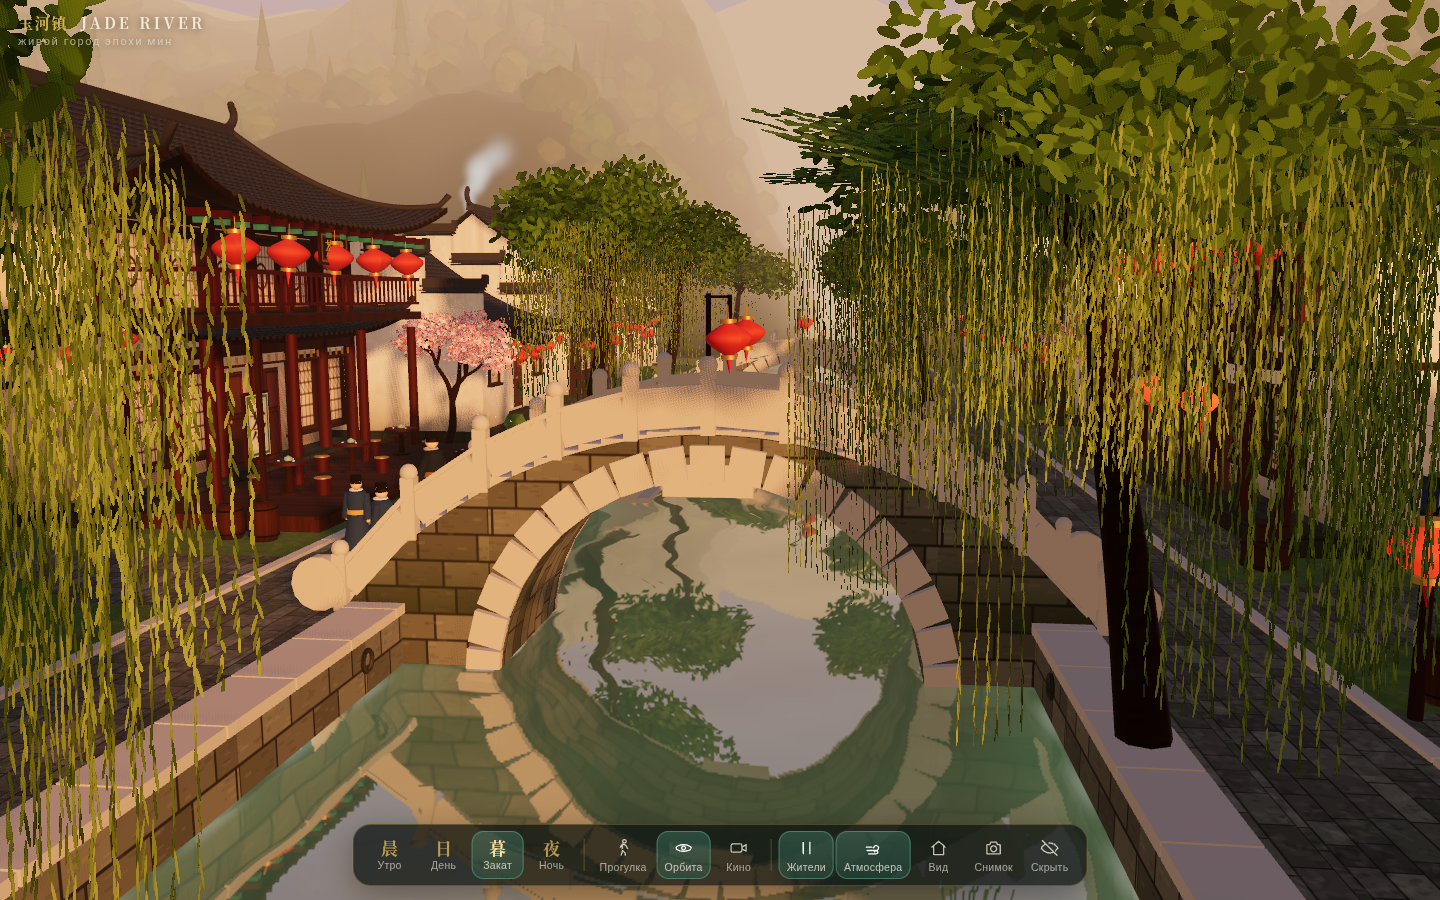 玉河镇 JADE RIVER
живой город эпохи мин
晨 日 暮 夜
Утро День Закат Ночь Прогулка Орбита Кино Жители Атмосфера Вид Снимок Скрыть